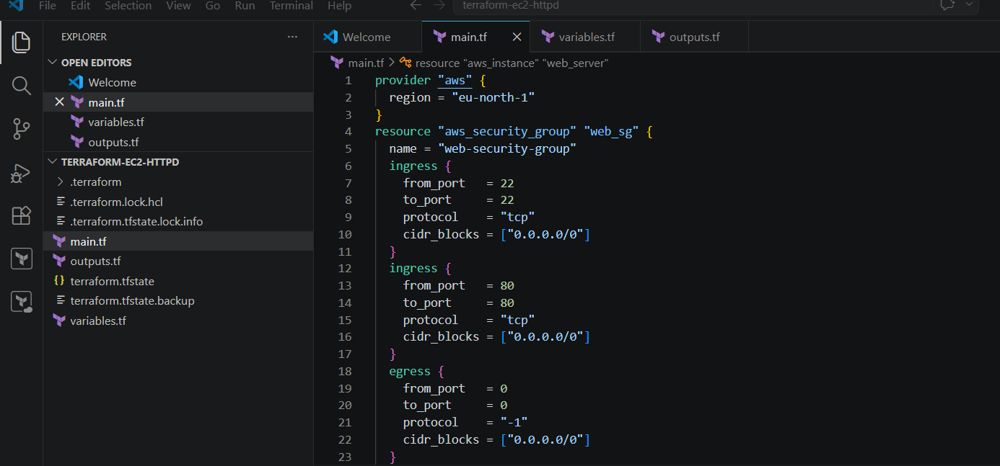 File Edit Selection View Go Run Terminal Help
terraform-ec2-httpd
EXPLORER
OPEN EDITORS
Welcome
main.tf
variables.tf
outputs.tf
TERRAFORM-EC2-HTTPD
.terraform
.terraform.lock.hcl
.terraform.tfstate.lock.info
main.tf
outputs.tf
terraform.tfstate
terraform.tfstate.backup
variables.tf
Welcome main.tf variables.tf outputs.tf
main.tf > resource "aws_instance" "web_server"
1 provider "aws" {
2   region = "eu-north-1"
3 }
4 resource "aws_security_group" "web_sg" {
5   name = "web-security-group"
6   ingress {
7     from_port   = 22
8     to_port     = 22
9     protocol    = "tcp"
10     cidr_blocks = ["0.0.0.0/0"]
11   }
12   ingress {
13     from_port   = 80
14     to_port     = 80
15     protocol    = "tcp"
16     cidr_blocks = ["0.0.0.0/0"]
17   }
18   egress {
19     from_port   = 0
20     to_port     = 0
21     protocol    = "-1"
22     cidr_blocks = ["0.0.0.0/0"]
23   }